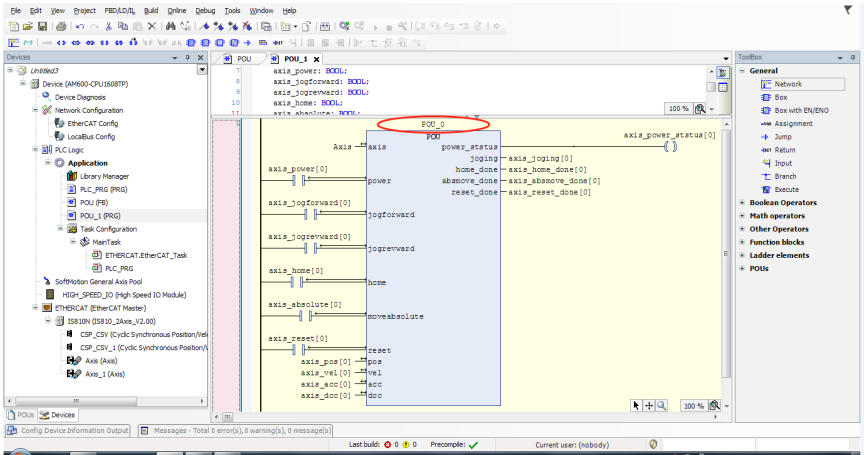 File Edit View Project FBD/LD/IL Build Online Debug Tools Window Help
Devices
Untitled3
Device (AM600-CPU1608TP)
Device Diagnosis
Network Configuration
EtherCAT Config
LocalBus Config
PLC Logic
Application
Library Manager
PLC_PRG (PRG)
POU (FB)
POU_1 (PRG)
Task Configuration
MainTask
ETHERCAT.EtherCAT_Task
PLC_PRG
SoftMotion General Axis Pool
HIGH_SPEED_IO (High Speed IO Module)
ETHERCAT (EtherCAT Master)
IS810N (IS810_2Axis_V2.00)
CSP_CSV (Cyclic Synchronous Position/Vel
CSP_CSV_1 (Cyclic Synchronous Position/V
Axis (Axis)
Axis_1 (Axis)
POUs Devices
POU POU_1 x
7 axis_power: BOOL;
8 axis_jogforward: BOOL;
9 axis_jogrevward: BOOL;
10 axis_home: BOOL;
11 axis_absolute: BOOL;
100 %
1
POU_0
POU
Axis axis power_ststus axis_power_ststus[0]
joging axis_joging[0]
axis_power[0] home_done axis_home_done[0]
power absmove_done axis_absmove_done[0]
reset_done axis_reset_done[0]
axis_jogforward[0]
jogforward
axis_jogrevward[0]
jogrevward
axis_home[0]
home
axis_absolute[0]
moveabsolute
axis_reset[0]
reset
axis_pos[0] pos
axis_vel[0] vel
axis_acc[0] acc
axis_dcc[0] dcc
100 %
ToolBox
General
Network
Box
Box with EN/ENO
Assignment
Jump
Return
Input
Branch
Execute
Boolean Operators
Math operators
Other Operators
Function blocks
Ladder elements
POUs
Config Device Information Output Messages - Total 0 error(s), 0 warning(s), 0 message(s)
Last build: 0 0 Precompile: Current user: (nobody)